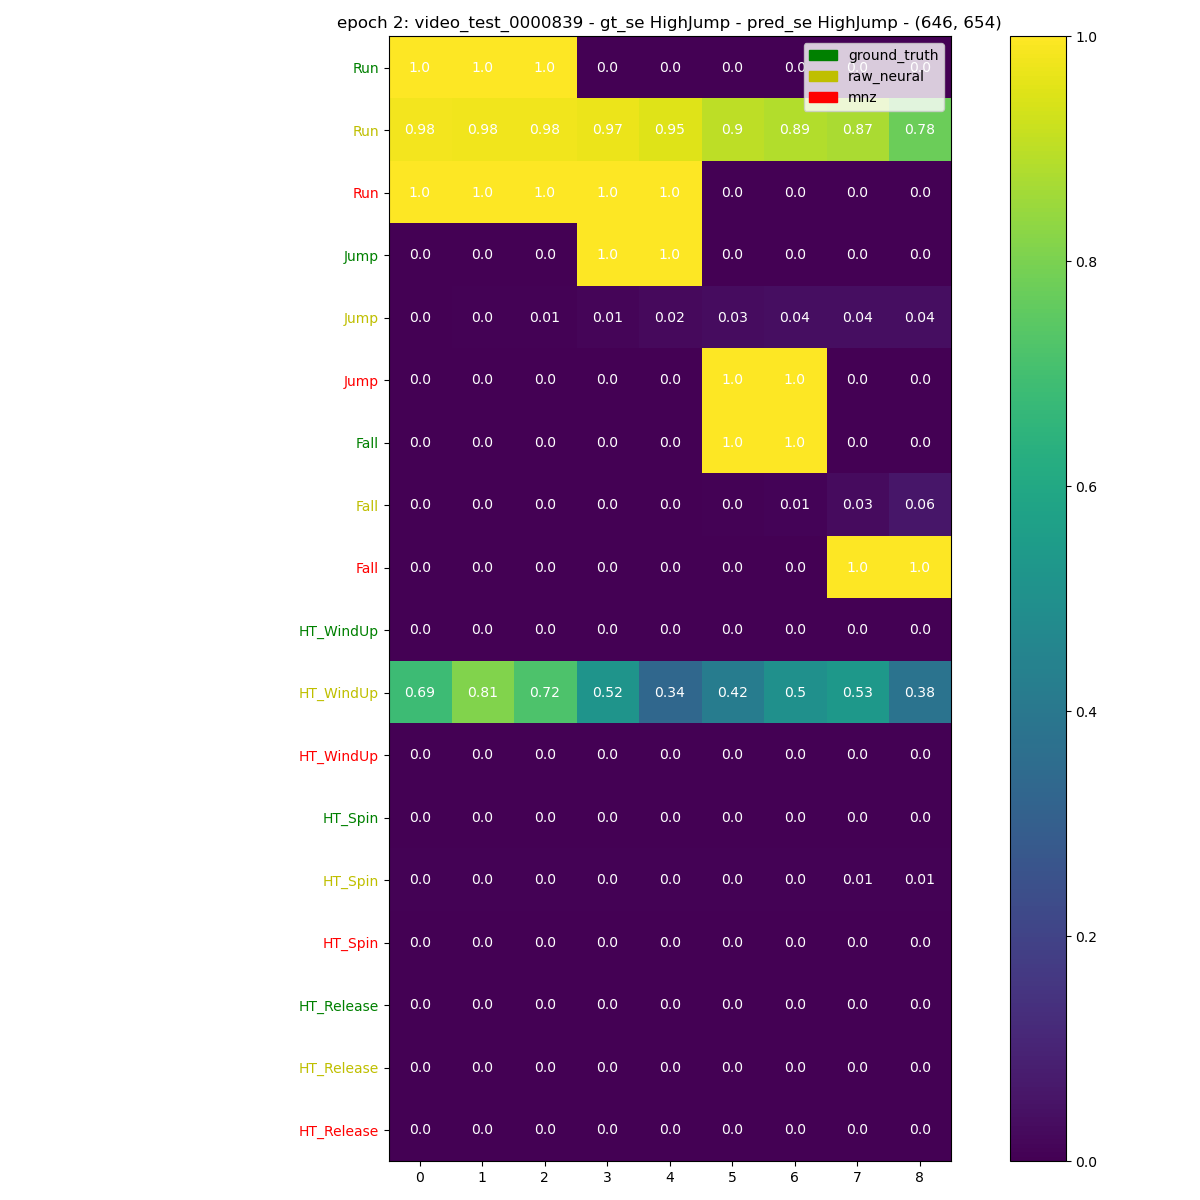 epoch 2: video_test_0000839 - gt_se HighJump - pred_se HighJump - (646, 654)
ground_truth
raw_neural
mnz
Run 1.0 1.0 1.0 0.0 0.0 0.0 0.0 0.0 0.0
Run 0.98 0.98 0.98 0.97 0.95 0.9 0.89 0.87 0.78
Run 1.0 1.0 1.0 1.0 1.0 0.0 0.0 0.0 0.0
Jump 0.0 0.0 0.0 1.0 1.0 0.0 0.0 0.0 0.0
Jump 0.0 0.0 0.01 0.01 0.02 0.03 0.04 0.04 0.04
Jump 0.0 0.0 0.0 0.0 0.0 1.0 1.0 0.0 0.0
Fall 0.0 0.0 0.0 0.0 0.0 1.0 1.0 0.0 0.0
Fall 0.0 0.0 0.0 0.0 0.0 0.0 0.01 0.03 0.06
Fall 0.0 0.0 0.0 0.0 0.0 0.0 0.0 1.0 1.0
HT_WindUp 0.0 0.0 0.0 0.0 0.0 0.0 0.0 0.0 0.0
HT_WindUp 0.69 0.81 0.72 0.52 0.34 0.42 0.5 0.53 0.38
HT_WindUp 0.0 0.0 0.0 0.0 0.0 0.0 0.0 0.0 0.0
HT_Spin 0.0 0.0 0.0 0.0 0.0 0.0 0.0 0.0 0.0
HT_Spin 0.0 0.0 0.0 0.0 0.0 0.0 0.0 0.01 0.01
HT_Spin 0.0 0.0 0.0 0.0 0.0 0.0 0.0 0.0 0.0
HT_Release 0.0 0.0 0.0 0.0 0.0 0.0 0.0 0.0 0.0
HT_Release 0.0 0.0 0.0 0.0 0.0 0.0 0.0 0.0 0.0
HT_Release 0.0 0.0 0.0 0.0 0.0 0.0 0.0 0.0 0.0
0 1 2 3 4 5 6 7 8
1.0
0.8
0.6
0.4
0.2
0.0